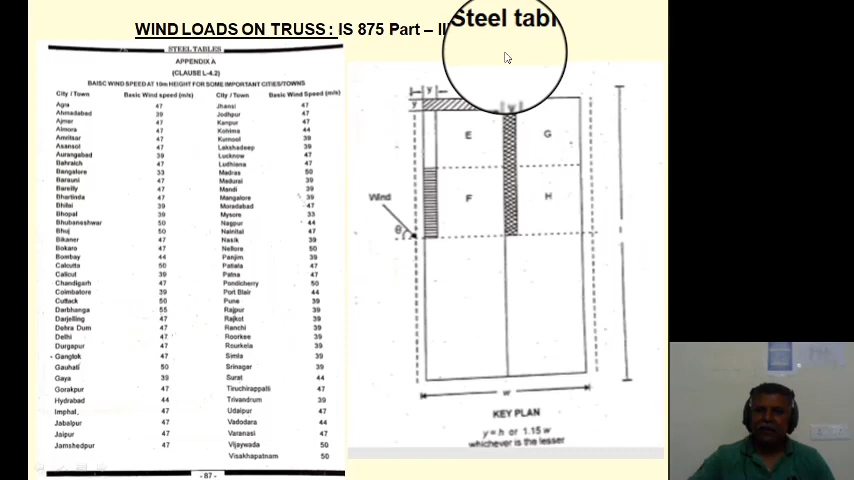 WIND LOADS ON TRUSS : IS 875 Part – II
Steel tabl
STEEL TABLES
APPENDIX A
(CLAUSE L-4.2)
BAISC WIND SPEED AT 10m HEIGHT FOR SOME IMPORTANT CITIES/TOWNS
City / Town Basic Wind speed (m/s) City / Town Basic Wind Speed (m/s)
Agra 47 Jhansi 47
Ahmadabad 39 Jodhpur 47
Ajmer 47 Kanpur 47
Almora 47 Kohima 44
Amritsar 47 Kurnool 39
Asansol 47 Lakshadeep 39
Aurangabad 39 Lucknow 47
Bahraich 47 Ludhiana 47
Bangalore 33 Madras 50
Barauni 47 Madurai 39
Bareilly 47 Mandi 39
Bhatinda 47 Mangalore 39
Bhilai 39 Moradabad 47
Bhopal 39 Mysore 33
Bhubaneshwar 50 Nagpur 44
Bhuj 50 Nainital 47
Bikaner 47 Nasik 39
Bokaro 47 Nellore 50
Bombay 44 Panjim 39
Calcutta 50 Patiala 47
Calicut 39 Patna 47
Chandigarh 47 Pondicherry 50
Coimbatore 39 Port Blair 44
Cuttack 50 Pune 39
Darbhanga 55 Rajpur 39
Darjeeling 47 Rajkot 39
Dehra Dum 47 Ranchi 39
Delhi 47 Roorkee 39
Durgapur 47 Rourkela 39
Gangtok 47 Simla 39
Gauhati 50 Srinagar 39
Gaya 39 Surat 44
Gorakpur 47 Tiruchirappalli 47
Hydrabad 44 Trivandrum 39
Imphal, 47 Udaipur 47
Jabalpur 47 Vadodara 44
Jaipur 47 Varanasi 47
Jamshedpur 47 Vijaywada 50
Visakhapatnam 50
- 87 -
y
y
y
E G
F H
Wind
θ
l
w
KEY PLAN
y = h or 1.15 w
whichever is the lesser